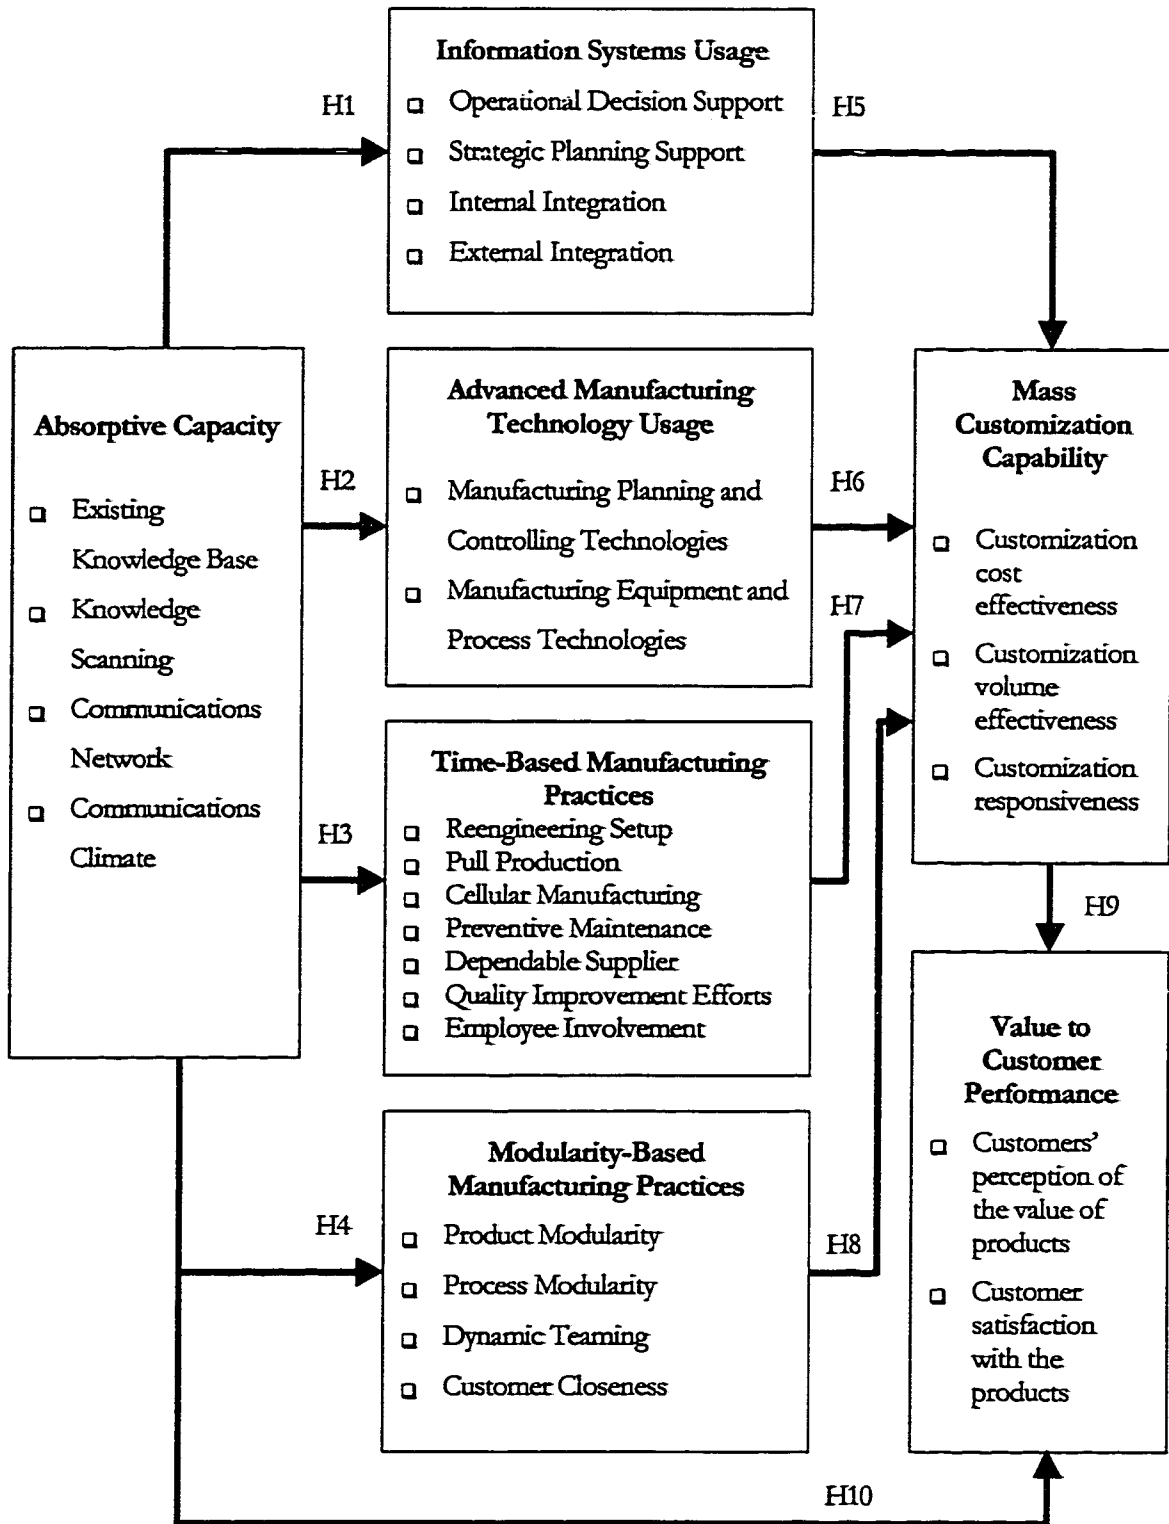 Information Systems Usage
Operational Decision Support
Strategic Planning Support
Internal Integration
External Integration
H1
H5
Absorptive Capacity
Existing
Knowledge Base
Knowledge
Scanning
Communications
Network
Communications
Climate
H2
Advanced Manufacturing
Technology Usage
Manufacturing Planning and
Controlling Technologies
Manufacturing Equipment and
Process Technologies
H6
H7
Mass
Customization
Capability
Customization
cost
effectiveness
Customization
volume
effectiveness
Customization
responsiveness
H3
Time-Based Manufacturing
Practices
Reengineering Setup
Pull Production
Cellular Manufacturing
Preventive Maintenance
Dependable Supplier
Quality Improvement Efforts
Employee Involvement
H9
Value to
Customer
Performance
Customers'
perception of
the value of
products
Customer
satisfaction
with the
products
H4
Modularity-Based
Manufacturing Practices
Product Modularity
Process Modularity
Dynamic Teaming
Customer Closeness
H8
H10